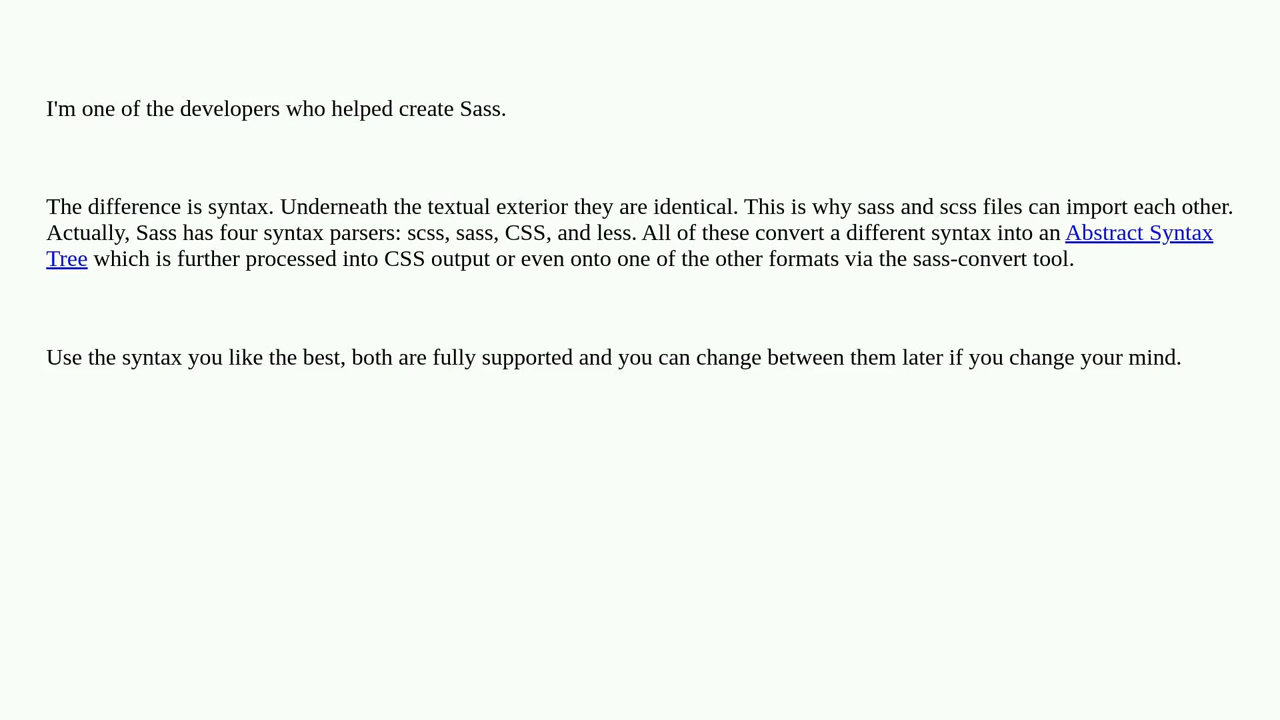 I'm one of the developers who helped create Sass.
The difference is syntax. Underneath the textual exterior they are identical. This is why sass and scss files can import each other.
Actually, Sass has four syntax parsers: scss, sass, CSS, and less. All of these convert a different syntax into an Abstract Syntax
Tree which is further processed into CSS output or even onto one of the other formats via the sass-convert tool.
Use the syntax you like the best, both are fully supported and you can change between them later if you change your mind.